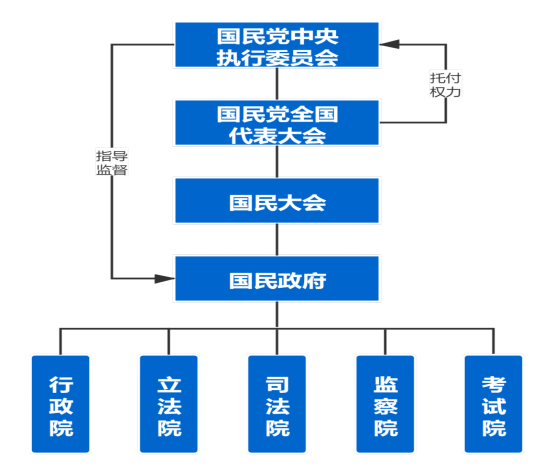 国民党中央
执行委员会
托付
权力
国民党全国
代表大会
指导
监督
国民大会
国民政府
行政院
立法院
司法院
监察院
考试院